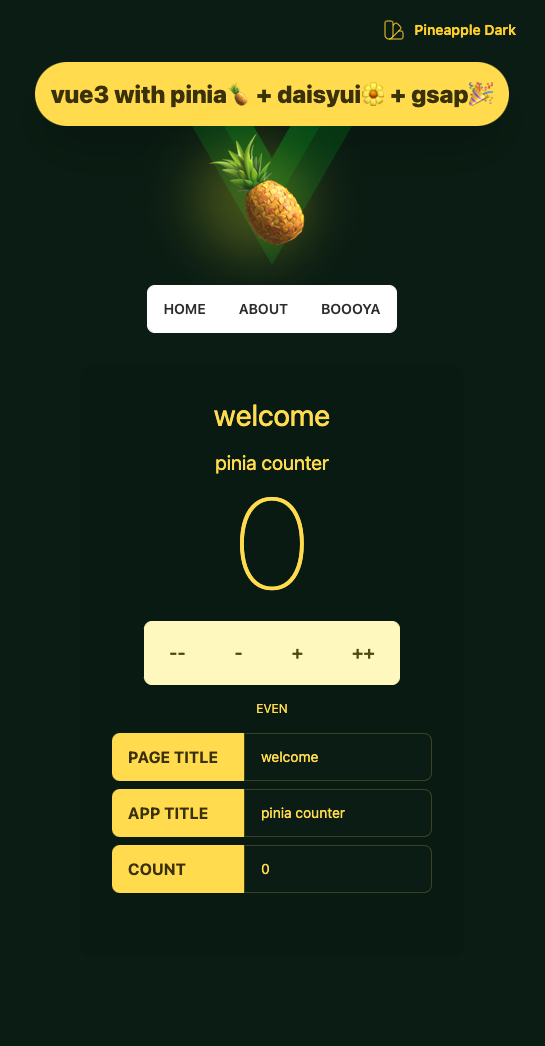 Pineapple Dark
vue3 with pinia🍍 + daisyui🌼 + gsap🎉
HOME ABOUT BOOOYA
welcome
pinia counter
0
-- - + ++
EVEN
PAGE TITLE welcome
APP TITLE pinia counter
COUNT 0